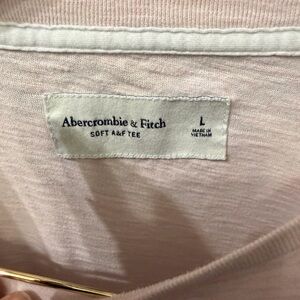 Abercrombie & Fitch
SOFT A&F TEE
L
MADE IN
VIETNAM